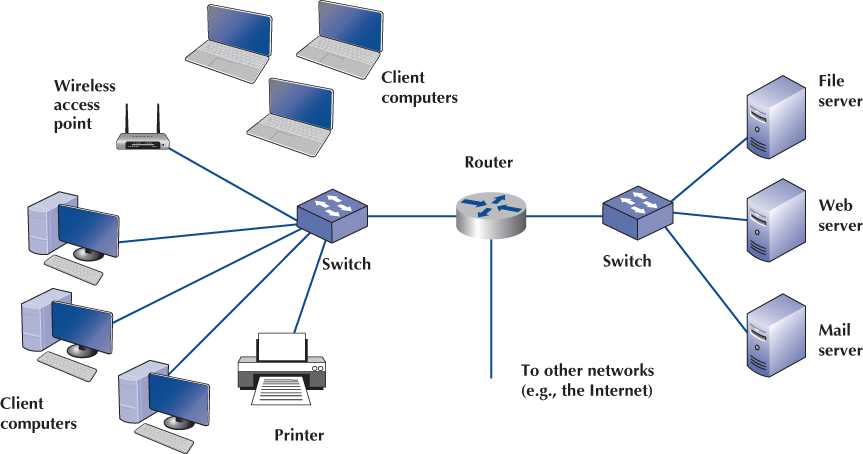 Wireless
access
point
Client
computers
File
server
Router
Web
server
Switch
Switch
Mail
server
To other networks
(e.g., the Internet)
Client
computers
Printer